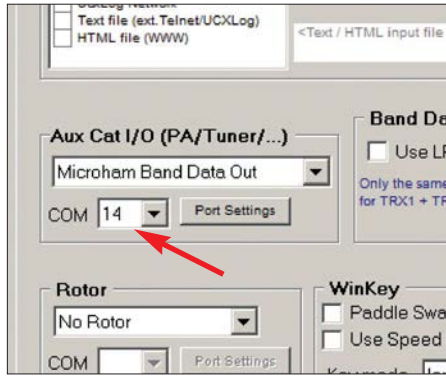 Text file (ext.Telnet/UCXLog)
HTML file (WWW)
<Text / HTML input file
Aux Cat I/O (PA/Tuner/...)
Microham Band Data Out
COM 14 Port Settings
Band Da
Use LP
Only the same
for TRX1 + TR
Rotor
No Rotor
COM Port Settings
WinKey
Paddle Swa
Use Speed